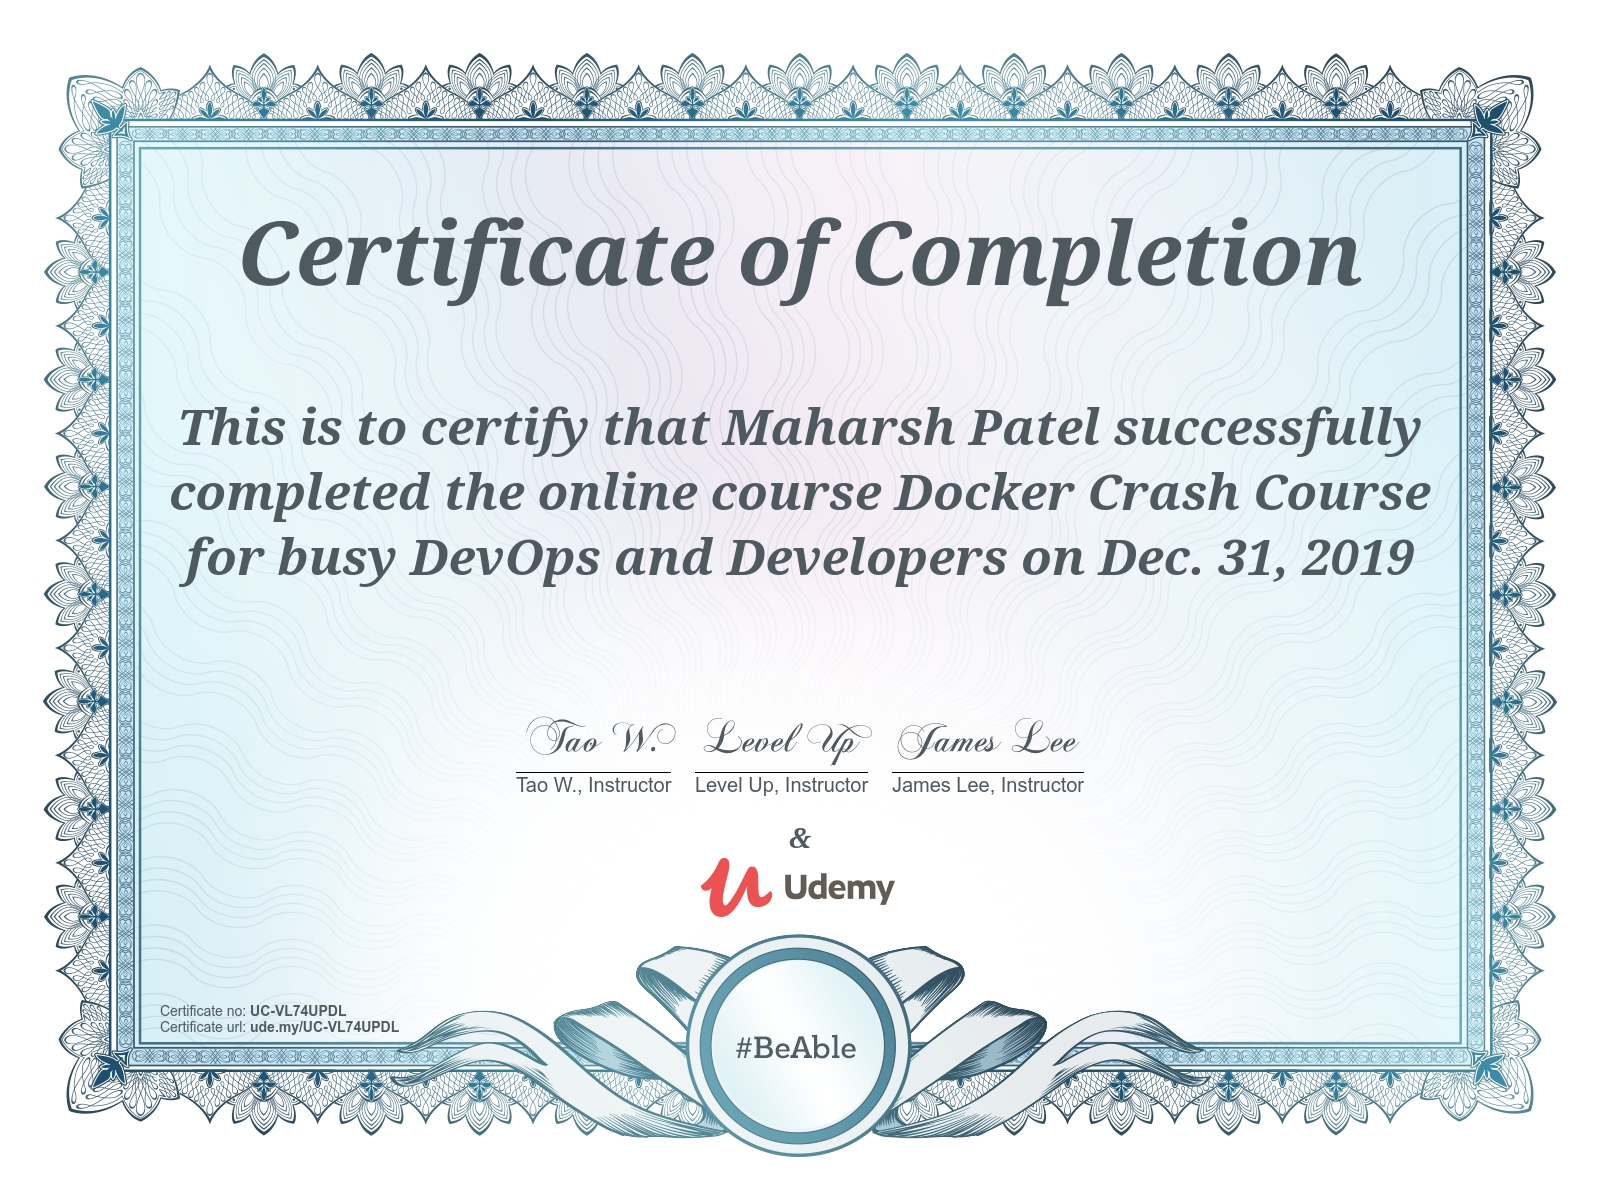 Certificate of Completion
This is to certify that Maharsh Patel successfully
completed the online course Docker Crash Course
for busy DevOps and Developers on Dec. 31, 2019
Tao W. Level Up James Lee
Tao W., Instructor Level Up, Instructor James Lee, Instructor
&
Udemy
Certificate no: UC-VL74UPDL
Certificate url: ude.my/UC-VL74UPDL
#BeAble